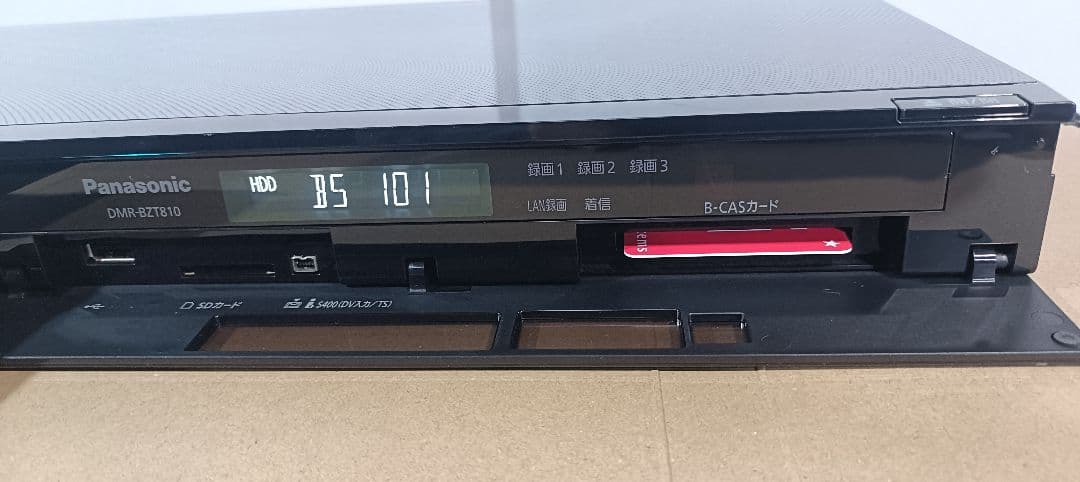 Panasonic
DMR-BZT810
HDD BS 101
録画1 録画2 録画3
LAN録画 着信
B-CASカード
SDカード
S400(DV入力/TS)